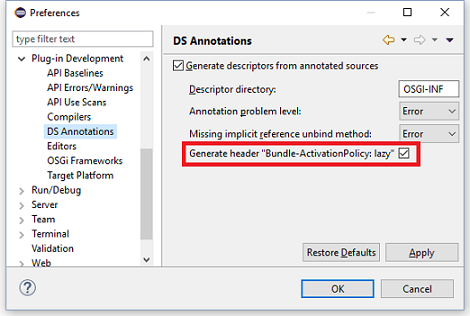 Preferences
type filter text
Plug-in Development
API Baselines
API Errors/Warnings
API Use Scans
Compilers
DS Annotations
Editors
OSGi Frameworks
Target Platform
Run/Debug
Server
Team
Terminal
Validation
Web
DS Annotations
Generate descriptors from annotated sources
Descriptor directory: OSGI-INF
Annotation problem level: Error
Missing implicit reference unbind method: Error
Generate header "Bundle-ActivationPolicy: lazy"
Restore Defaults Apply
? OK Cancel